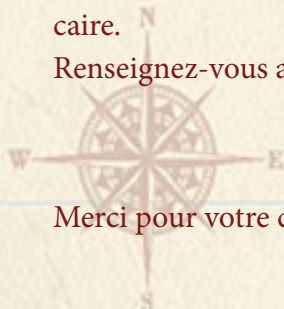 caire.
N
Renseignez-vous a
W E
Merci pour votre c
S